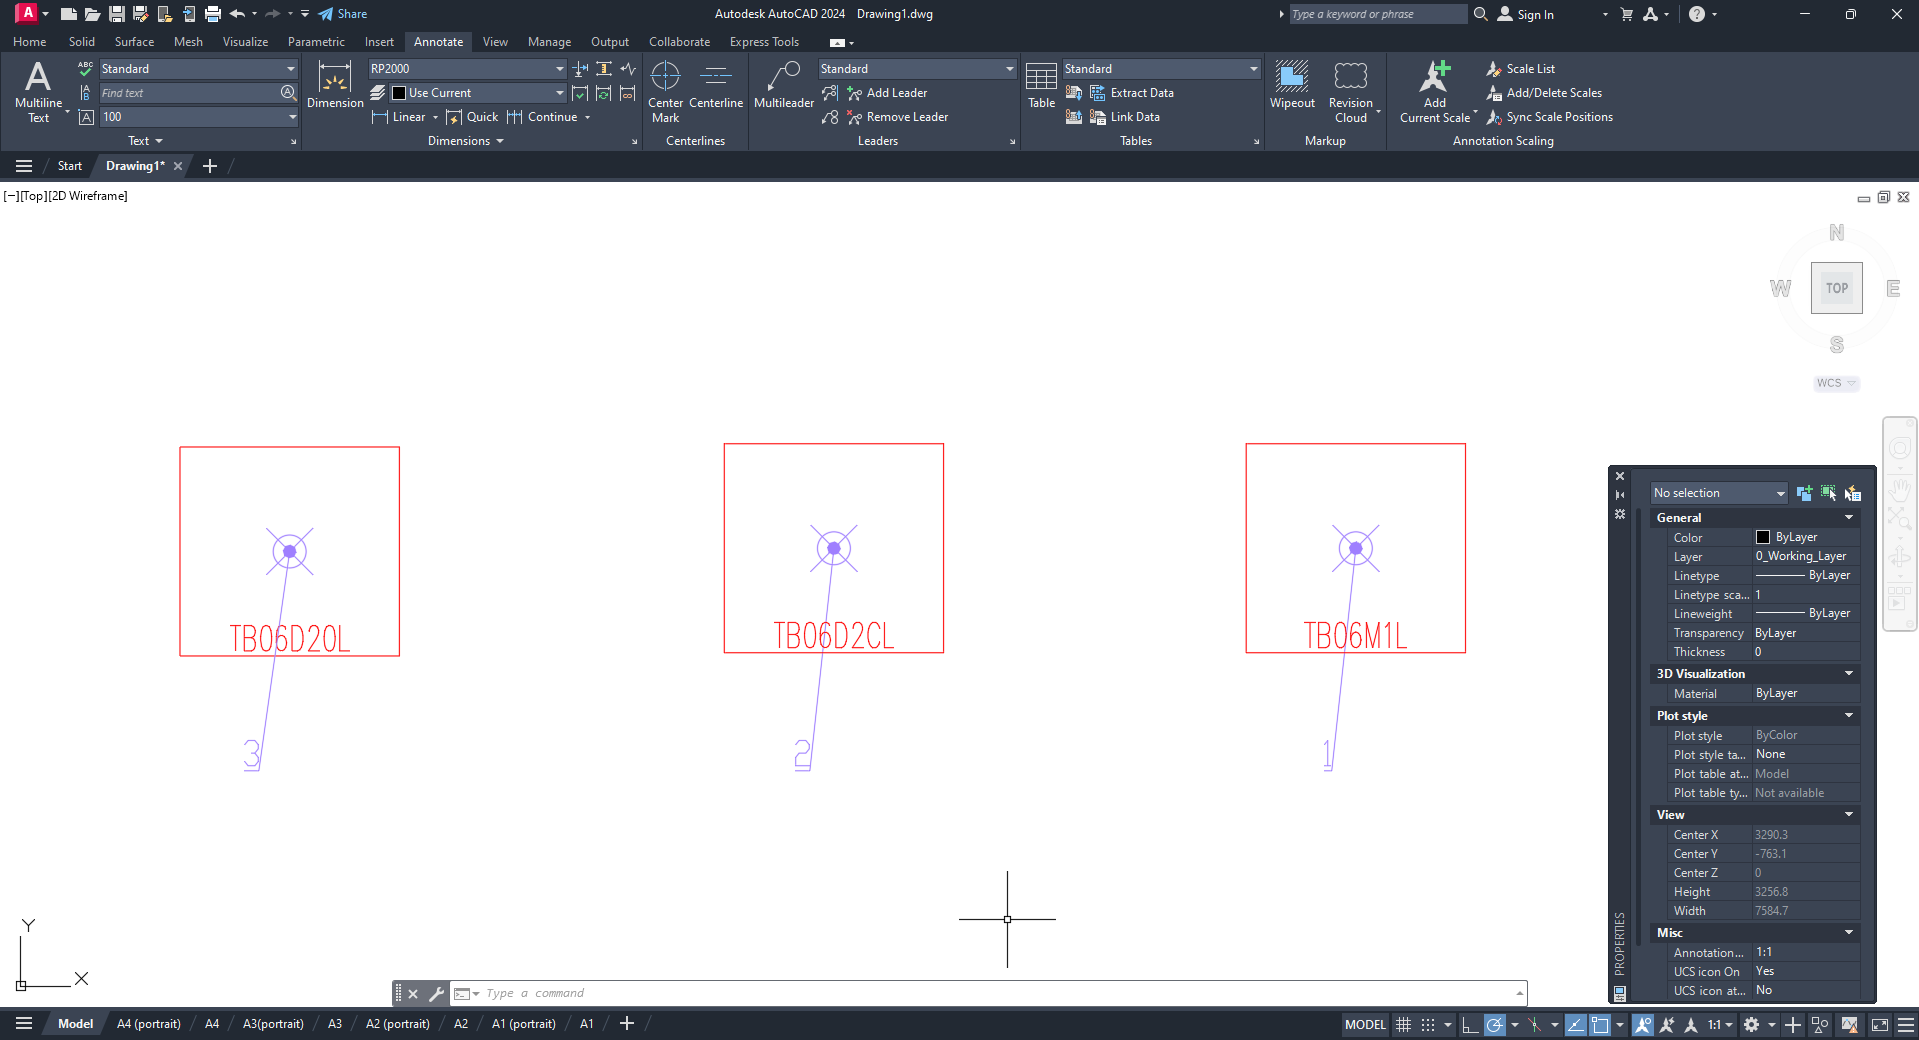 Share
Autodesk AutoCAD 2024 Drawing1.dwg
Type a keyword or phrase
Sign In
Home Solid Surface Mesh Visualize Parametric Insert Annotate View Manage Output Collaborate Express Tools
Multiline
Text
ABC
Standard
Find text
100
Text
Dimension
RP2000
Use Current
Linear Quick Continue
Dimensions
Center
Mark
Centerline
Centerlines
Multileader
Standard
Add Leader
Remove Leader
Leaders
Table
Standard
Extract Data
Link Data
Tables
Wipeout
Revision
Cloud
Markup
Add
Current Scale
Scale List
Add/Delete Scales
Sync Scale Positions
Annotation Scaling
Start Drawing1*
[−][Top][2D Wireframe]
N
W TOP E
S
WCS
TB06D20L
TB06D2CL
TB06M1L
3
2
1
Y
X
No selection
General
Color ByLayer
Layer 0_Working_Layer
Linetype ByLayer
Linetype sca... 1
Lineweight ByLayer
Transparency ByLayer
Thickness 0
3D Visualization
Material ByLayer
Plot style
Plot style ByColor
Plot style ta... None
Plot table at... Model
Plot table ty... Not available
View
Center X 3290.3
Center Y -763.1
Center Z 0
Height 3256.8
Width 7584.7
Misc
Annotation... 1:1
UCS icon On Yes
UCS icon at... No
PROPERTIES
Type a command
Model A4 (portrait) A4 A3(portrait) A3 A2 (portrait) A2 A1 (portrait) A1
MODEL 1:1